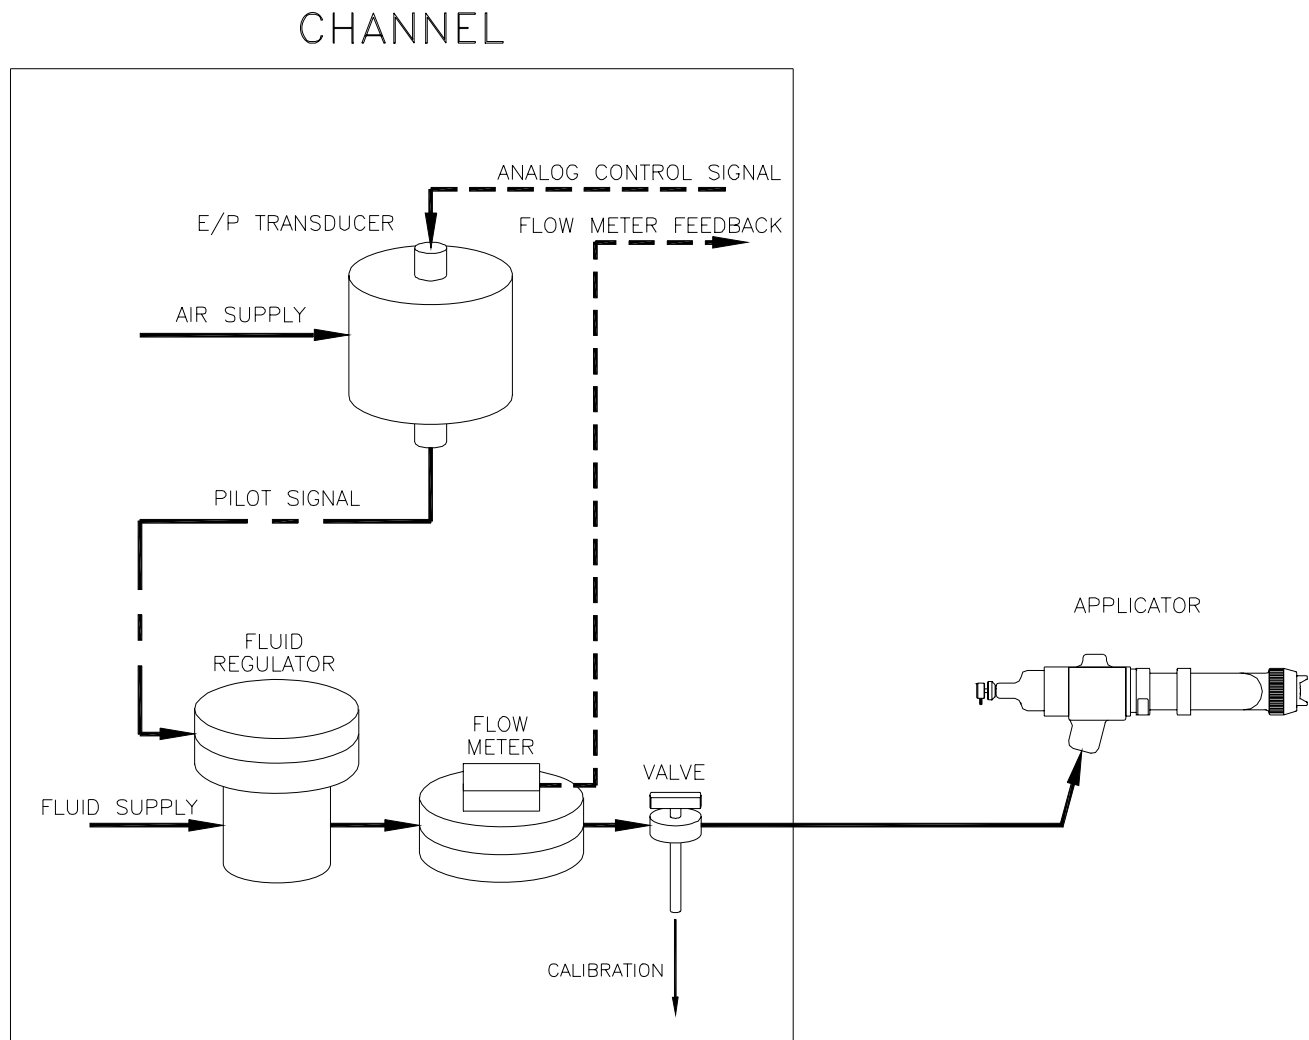 CHANNEL
ANALOG CONTROL SIGNAL
E/P TRANSDUCER
FLOW METER FEEDBACK
AIR SUPPLY
PILOT SIGNAL
APPLICATOR
FLUID
REGULATOR
FLOW
METER
VALVE
FLUID SUPPLY
CALIBRATION